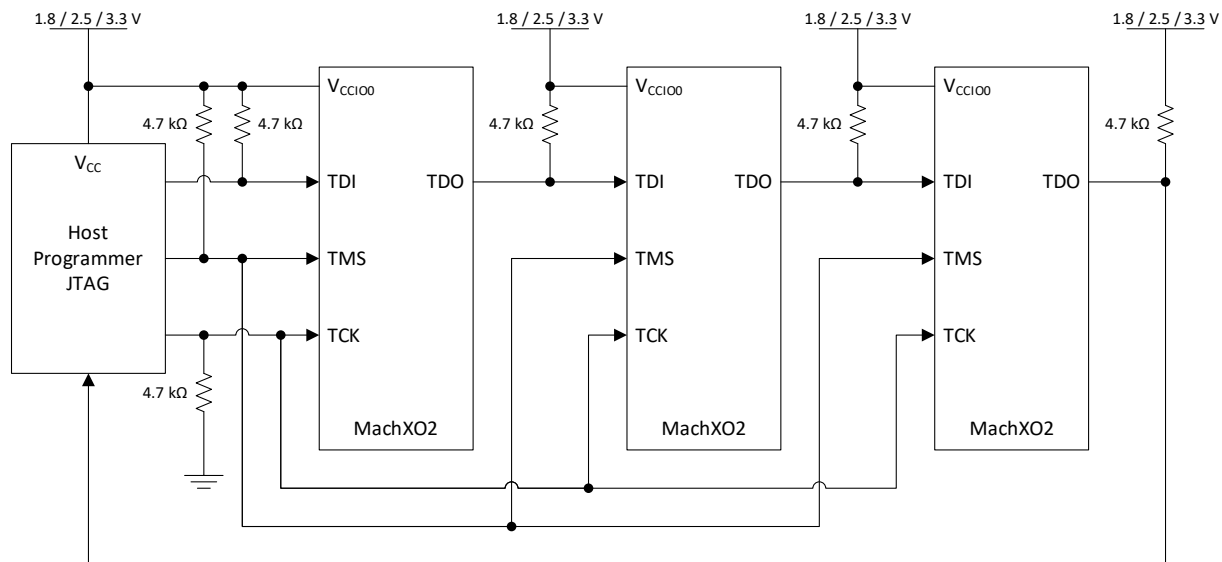 1.8 / 2.5 / 3.3 V
1.8 / 2.5 / 3.3 V
1.8 / 2.5 / 3.3 V
1.8 / 2.5 / 3.3 V
VCCIO0
VCCIO0
VCCIO0
4.7 kΩ
4.7 kΩ
4.7 kΩ
4.7 kΩ
4.7 kΩ
VCC
Host
Programmer
JTAG
TDI
TDO
TDI
TDO
TDI
TDO
TMS
TMS
TMS
TCK
TCK
TCK
4.7 kΩ
MachXO2
MachXO2
MachXO2